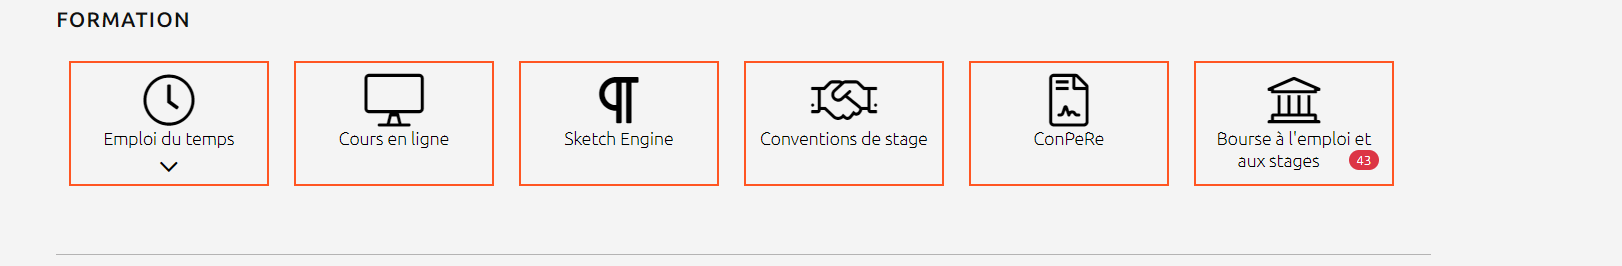 FORMATION
Emploi du temps
Cours en ligne
Sketch Engine
Conventions de stage
ConPeRe
Bourse à l'emploi et
aux stages
43